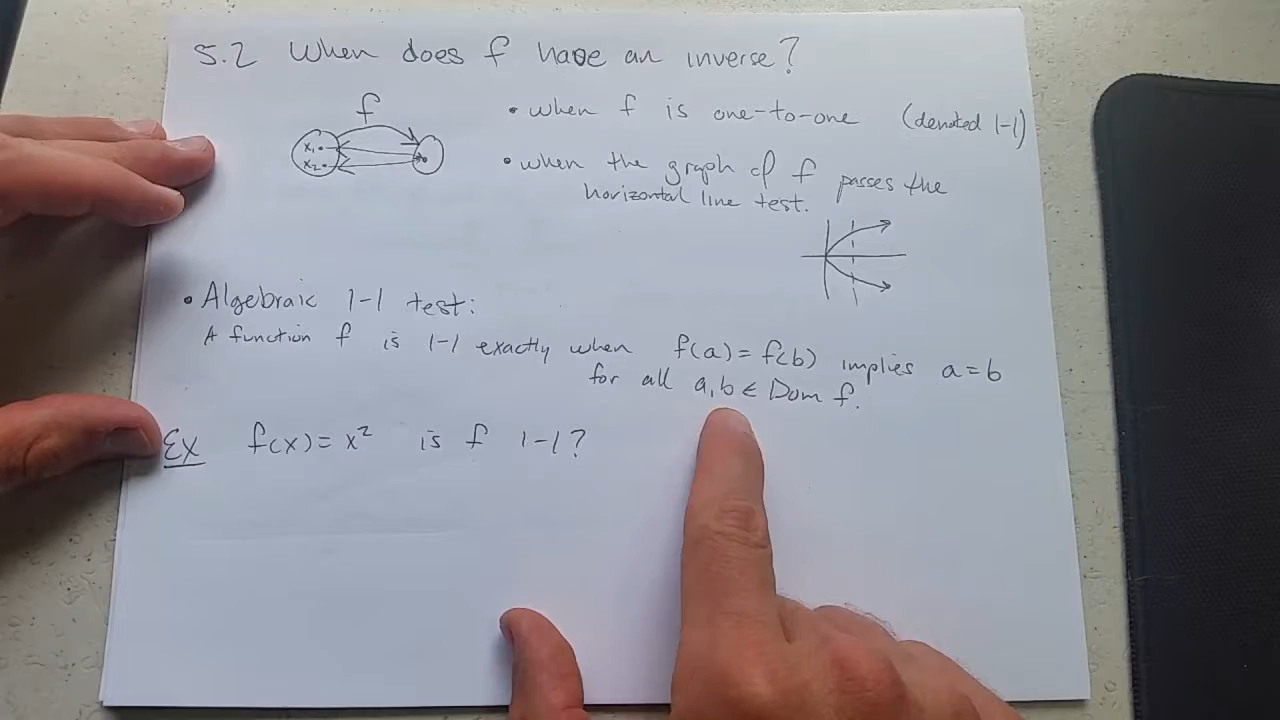 5.2 When does f have an inverse?
f
x₁
x₂
• when f is one-to-one (denoted 1-1)
• when the graph of f passes the
horizontal line test.
• Algebraic 1-1 test:
A function f is 1-1 exactly when f(a)=f(b) implies a=b
for all a,b ∈ Dom f.
Ex f(x)=x² is f 1-1?